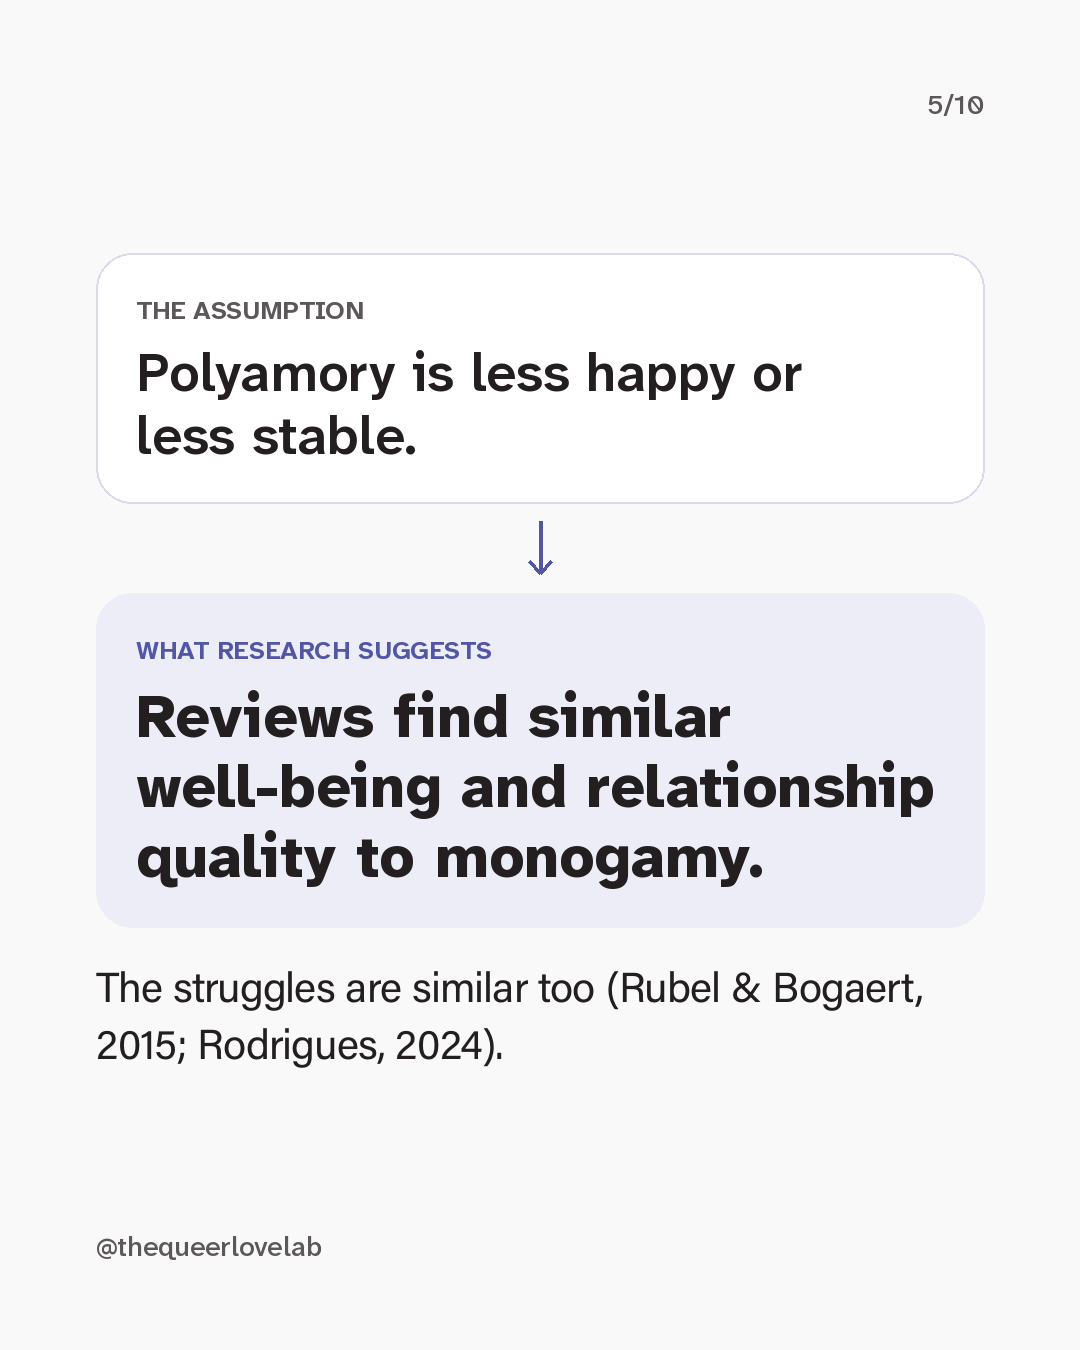 5/10
THE ASSUMPTION
Polyamory is less happy or
less stable.
WHAT RESEARCH SUGGESTS
Reviews find similar
well-being and relationship
quality to monogamy.
The struggles are similar too (Rubel & Bogaert,
2015; Rodrigues, 2024).
@thequeerlovelab